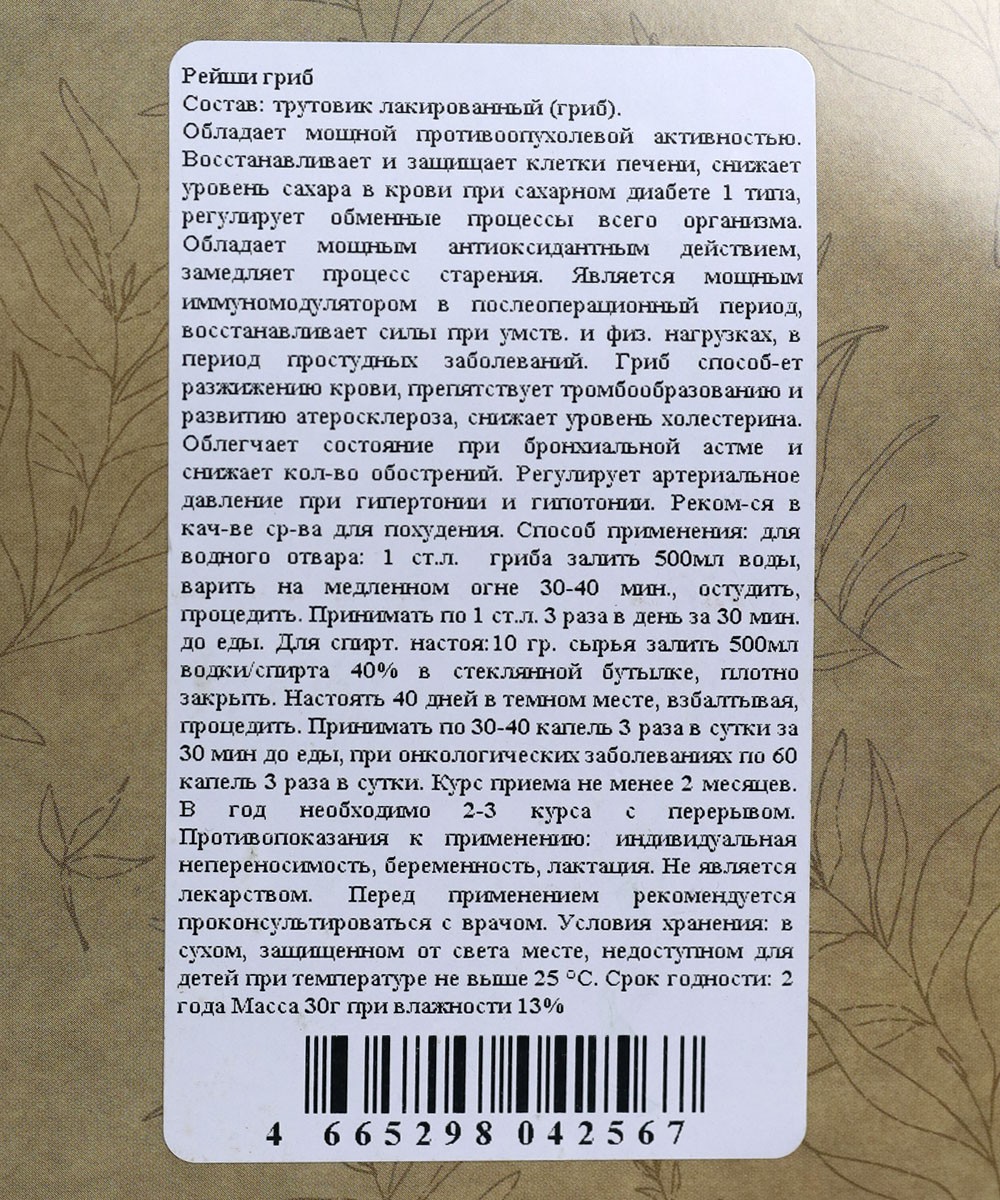 Рейши гриб
Состав: трутовик лакированный (гриб).
Обладает мощной противоопухолевой активностью.
Восстанавливает и защищает клетки печени, снижает
уровень сахара в крови при сахарном диабете 1 типа,
регулирует обменные процессы всего организма.
Обладает мощным антиоксидантным действием,
замедляет процесс старения. Является мощным
иммуномодулятором в послеоперационный период,
восстанавливает силы при умств. и физ. нагрузках, в
период простудных заболеваний. Гриб способ-ет
разжижению крови, препятствует тромбообразованию и
развитию атеросклероза, снижает уровень холестерина.
Облегчает состояние при бронхиальной астме и
снижает кол-во обострений. Регулирует артериальное
давление при гипертонии и гипотонии. Реком-ся в
кач-ве ср-ва для похудения. Способ применения: для
водного отвара: 1 ст.л. гриба залить 500мл воды,
варить на медленном огне 30-40 мин., остудить,
процедить. Принимать по 1 ст.л. 3 раза в день за 30 мин.
до еды. Для спирт. настоя:10 гр. сырья залить 500мл
водки/спирта 40% в стеклянной бутылке, плотно
закрыть. Настоять 40 дней в темном месте, взбалтывая,
процедить. Принимать по 30-40 капель 3 раза в сутки за
30 мин до еды, при онкологических заболеваниях по 60
капель 3 раза в сутки. Курс приема не менее 2 месяцев.
В год необходимо 2-3 курса с перерывом.
Противопоказания к применению: индивидуальная
непереносимость, беременность, лактация. Не является
лекарством. Перед применением рекомендуется
проконсультироваться с врачом. Условия хранения: в
сухом, защищенном от света месте, недоступном для
детей при температуре не выше 25 °С. Срок годности: 2
года Масса 30г при влажности 13%
4 665298 042567